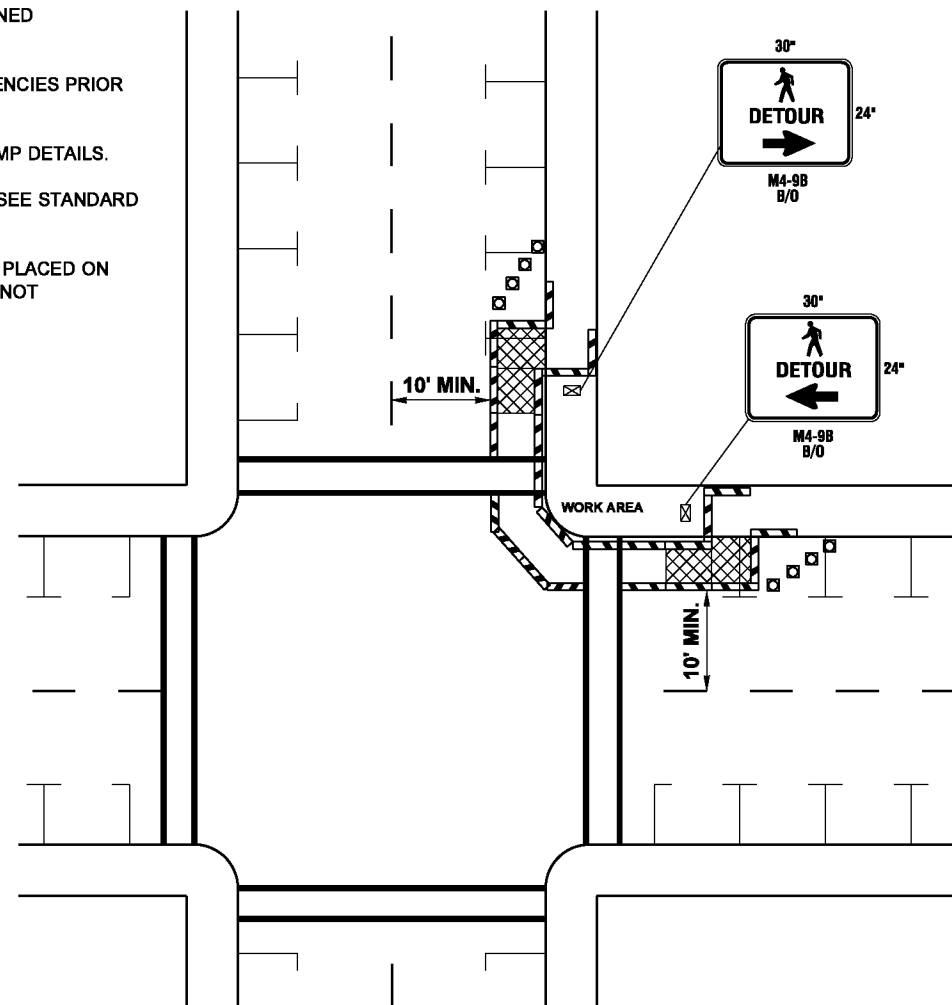 NED
ENCIES PRIOR
MP DETAILS.
SEE STANDARD
PLACED ON
NOT
30"
DETOUR
24"
M4-9B
B/O
30"
DETOUR
24"
M4-9B
B/O
10' MIN.
WORK AREA
10' MIN.